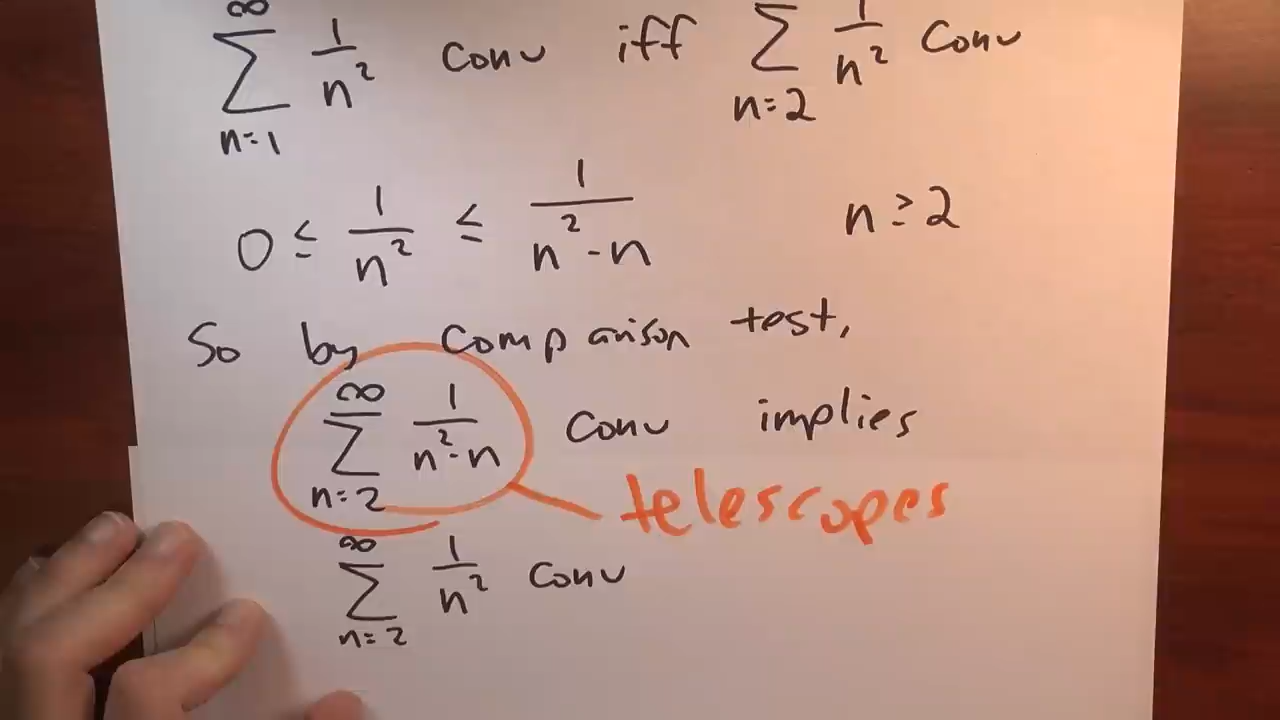 ∑_{n=1}^{∞} 1/n² Conv iff ∑_{n=2} 1/n² Conv
0 ≤ 1/n² ≤ 1/(n²-n) n ≥ 2
So by Comparison test,
∑_{n=2}^{∞} 1/(n²-n) Conv implies
telescopes
∑_{n=2}^{∞} 1/n² Conv